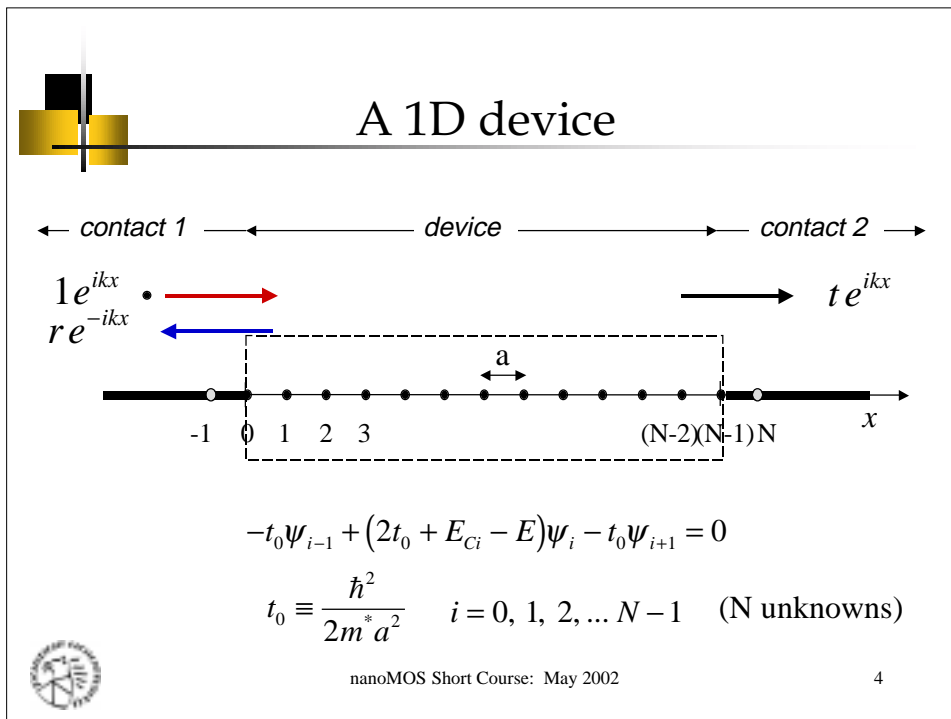 A 1D device
contact 1 device contact 2
1e^{ikx} t e^{ikx}
r e^{-ikx}
a
-1 0 1 2 3 (N-2)(N-1) N x
-t_0ψ_{i-1} + (2t_0 + E_{Ci} - E)ψ_i - t_0ψ_{i+1} = 0
t_0 ≡ ℏ^2 / 2m^*a^2 i = 0, 1, 2, ... N - 1 (N unknowns)
nanoMOS Short Course: May 2002 4